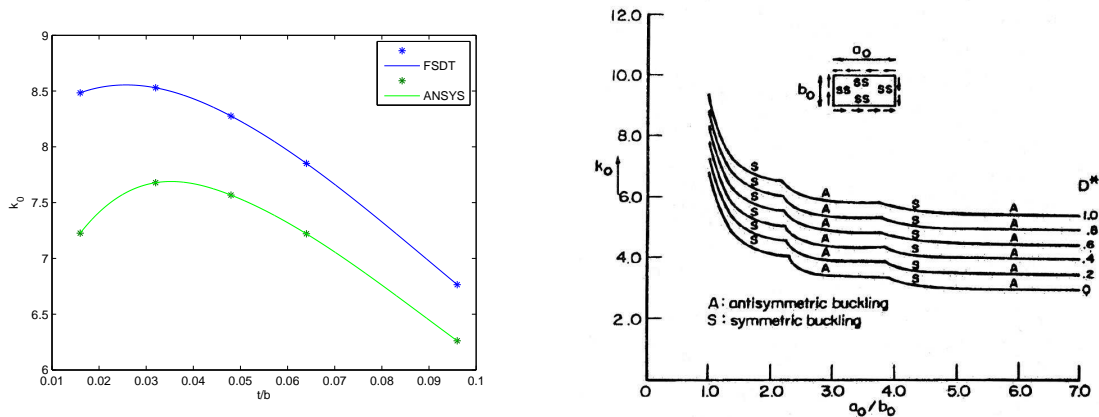 9
8.5
8
7.5
7
6.5
6
k₀
0.01 0.02 0.03 0.04 0.05 0.06 0.07 0.08 0.09 0.1
t/b
FSDT
ANSYS
12.0
10.0
8.0
6.0
4.0
2.0
0
k₀
a₀
b₀
SS
SS SS
SS
S A S A
S A S A
S A S A
S A S A
S A S A
S A S A
D*
1.0
.8
.6
.4
.2
0
A: antisymmetric buckling
S: symmetric buckling
1.0 2.0 3.0 4.0 5.0 6.0 7.0
a₀/b₀